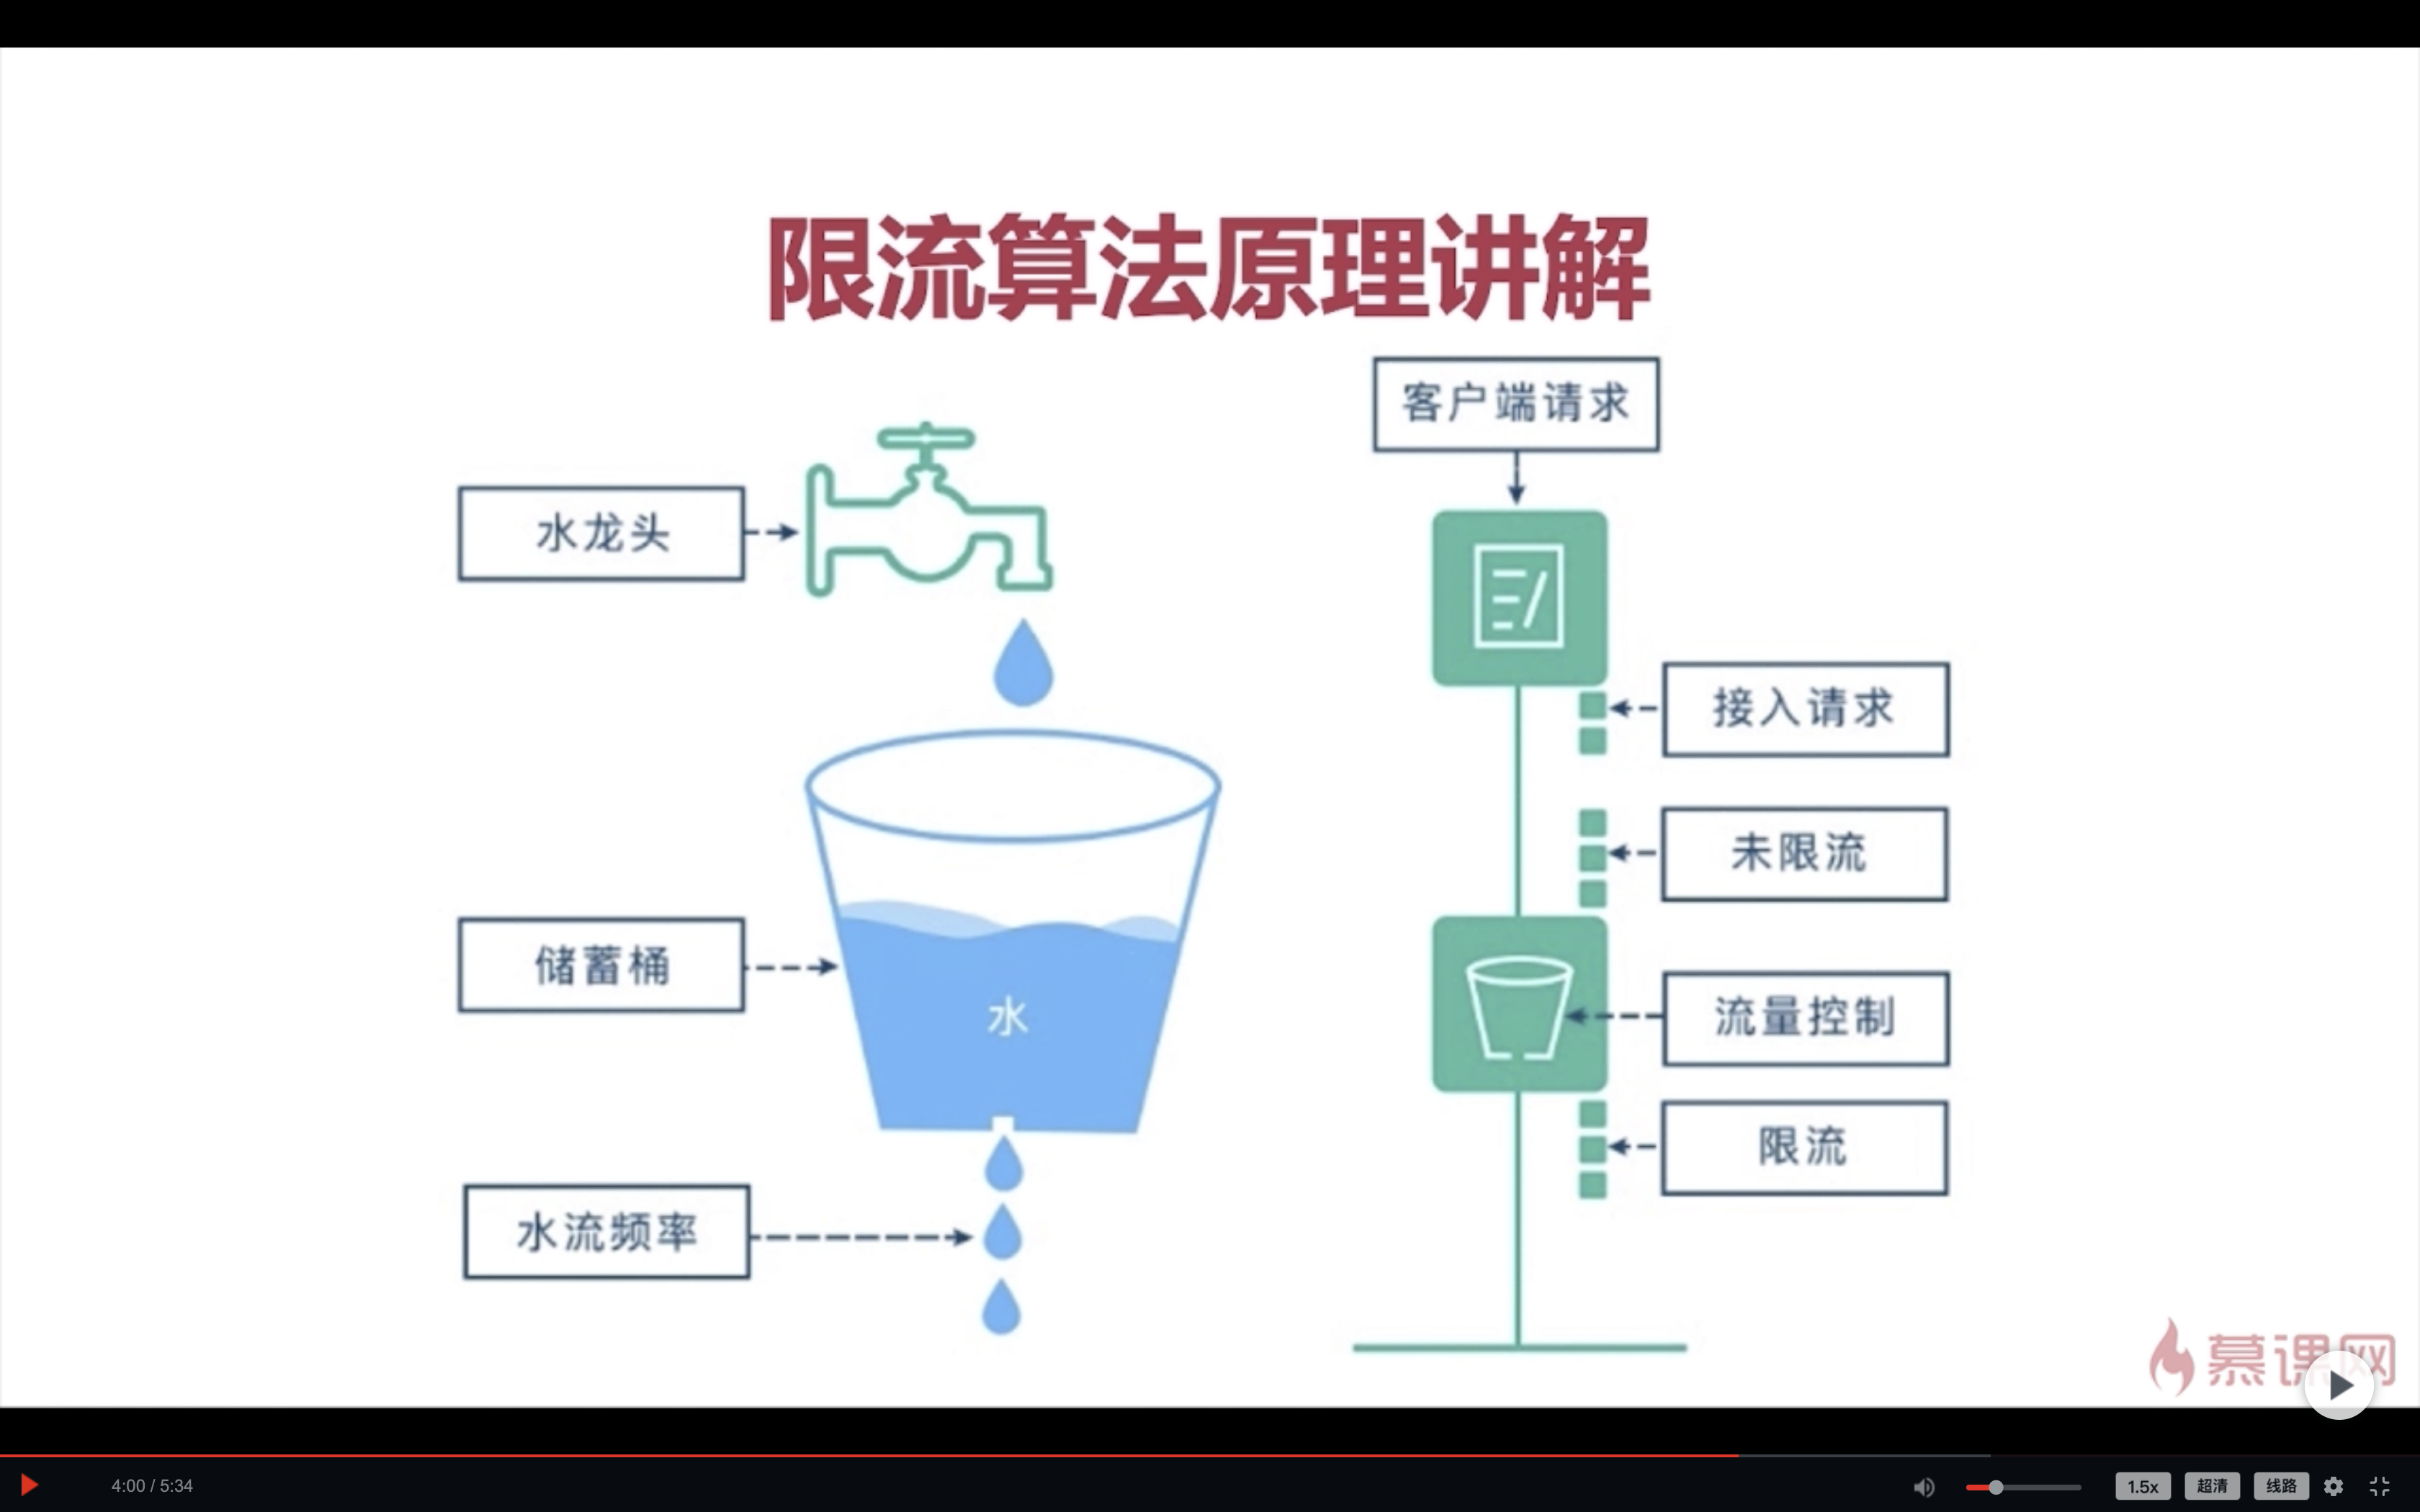 限流算法原理讲解
客户端请求
水龙头
接入请求
未限流
储蓄桶
水
流量控制
限流
水流频率
慕课网
4:00 / 5:34
1.5x
超清
线路